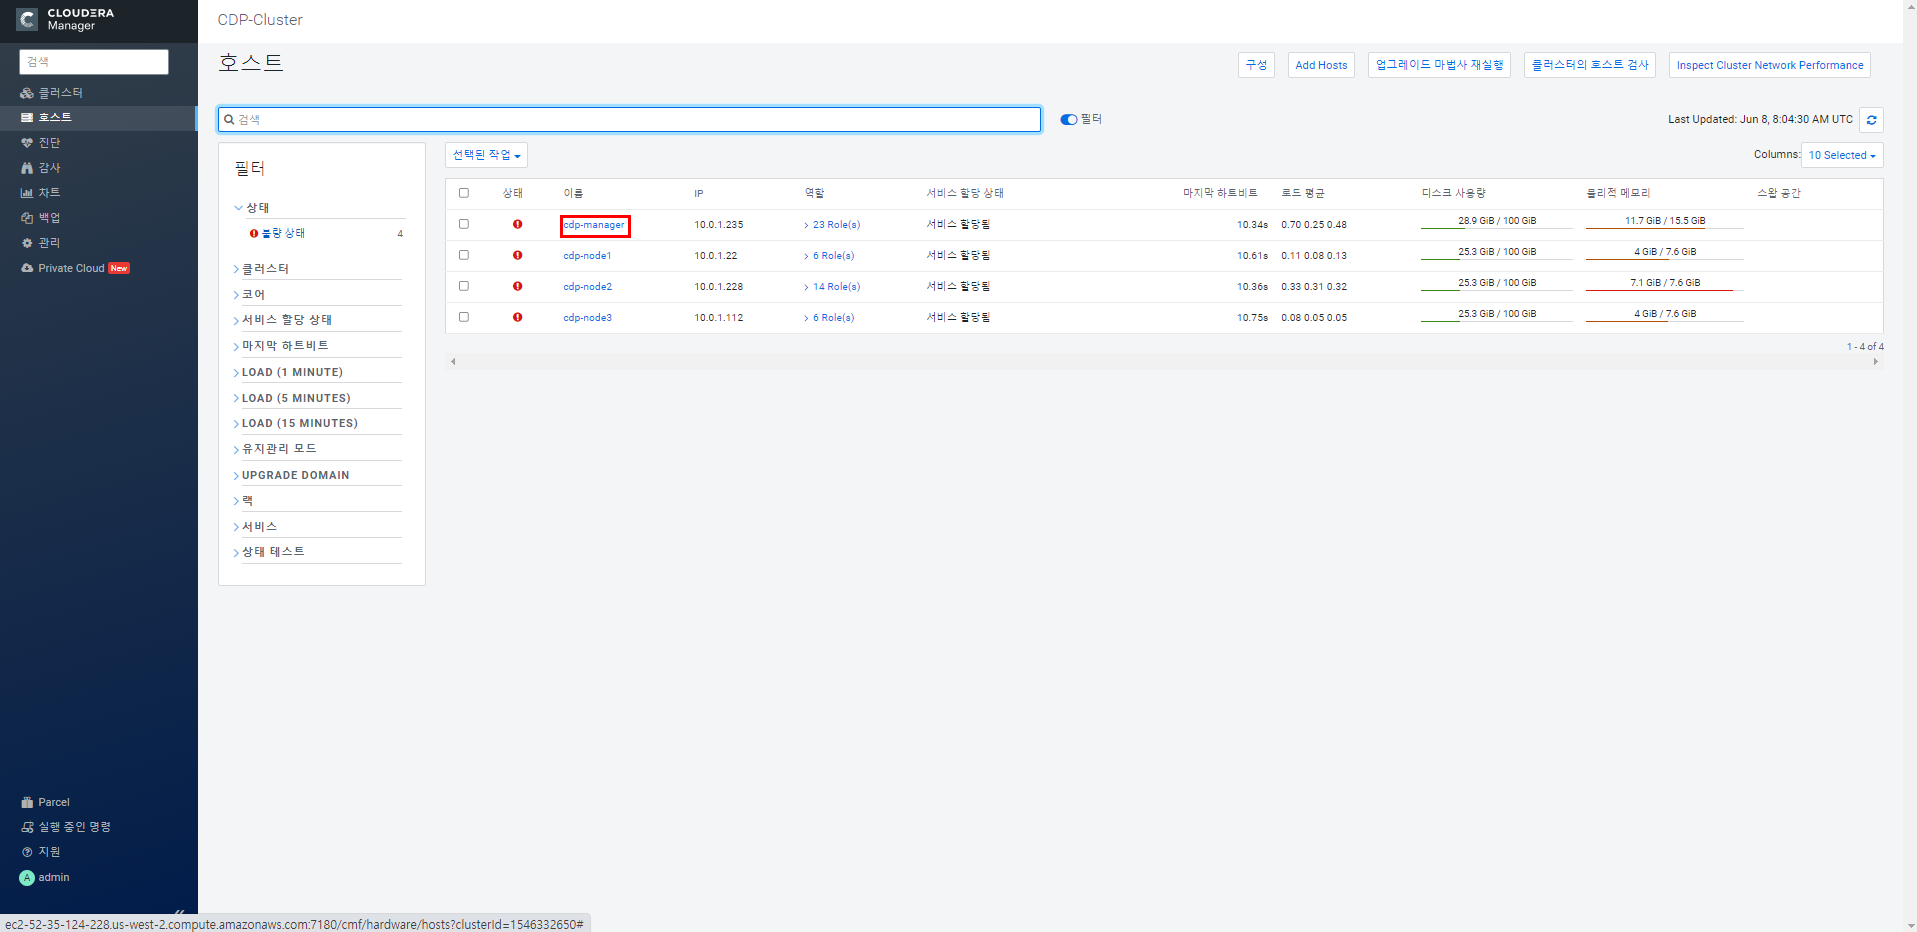 CLOUDERA
Manager
검색
클러스터
호스트
진단
감사
차트
백업
관리
Private Cloud New
Parcel
실행 중인 명령
지원
A admin
CDP-Cluster
호스트
구성 Add Hosts 업그레이드 마법사 재실행 클러스터의 호스트 검사 Inspect Cluster Network Performance
검색 필터 Last Updated: Jun 8, 8:04:30 AM UTC
필터
상태
불량 상태 4
클러스터
코어
서비스 할당 상태
마지막 하트비트
LOAD (1 MINUTE)
LOAD (5 MINUTES)
LOAD (15 MINUTES)
유지관리 모드
UPGRADE DOMAIN
랙
서비스
상태 테스트
선택된 작업 Columns: 10 Selected
상태 이름 IP 역할 서비스 할당 상태 마지막 하트비트 로드 평균 디스크 사용량 물리적 메모리 스왑 공간
cdp-manager 10.0.1.235 > 23 Role(s) 서비스 할당됨 10.34s 0.70 0.25 0.48 28.9 GiB / 100 GiB 11.7 GiB / 15.5 GiB
cdp-node1 10.0.1.22 > 6 Role(s) 서비스 할당됨 10.61s 0.11 0.08 0.13 25.3 GiB / 100 GiB 4 GiB / 7.6 GiB
cdp-node2 10.0.1.228 > 14 Role(s) 서비스 할당됨 10.36s 0.33 0.31 0.32 25.3 GiB / 100 GiB 7.1 GiB / 7.6 GiB
cdp-node3 10.0.1.112 > 6 Role(s) 서비스 할당됨 10.75s 0.08 0.05 0.05 25.3 GiB / 100 GiB 4 GiB / 7.6 GiB
1 - 4 of 4
ec2-52-35-124-228.us-west-2.compute.amazonaws.com:7180/cmf/hardware/hosts?clusterId=1546332650#